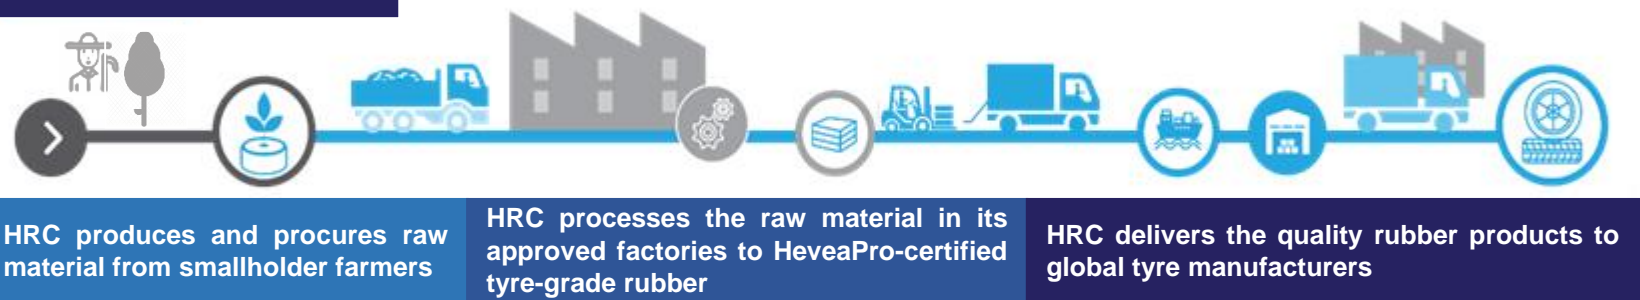 HRC produces and procures raw
material from smallholder farmers
HRC processes the raw material in its
approved factories to HeveaPro-certified
tyre-grade rubber
HRC delivers the quality rubber products to
global tyre manufacturers